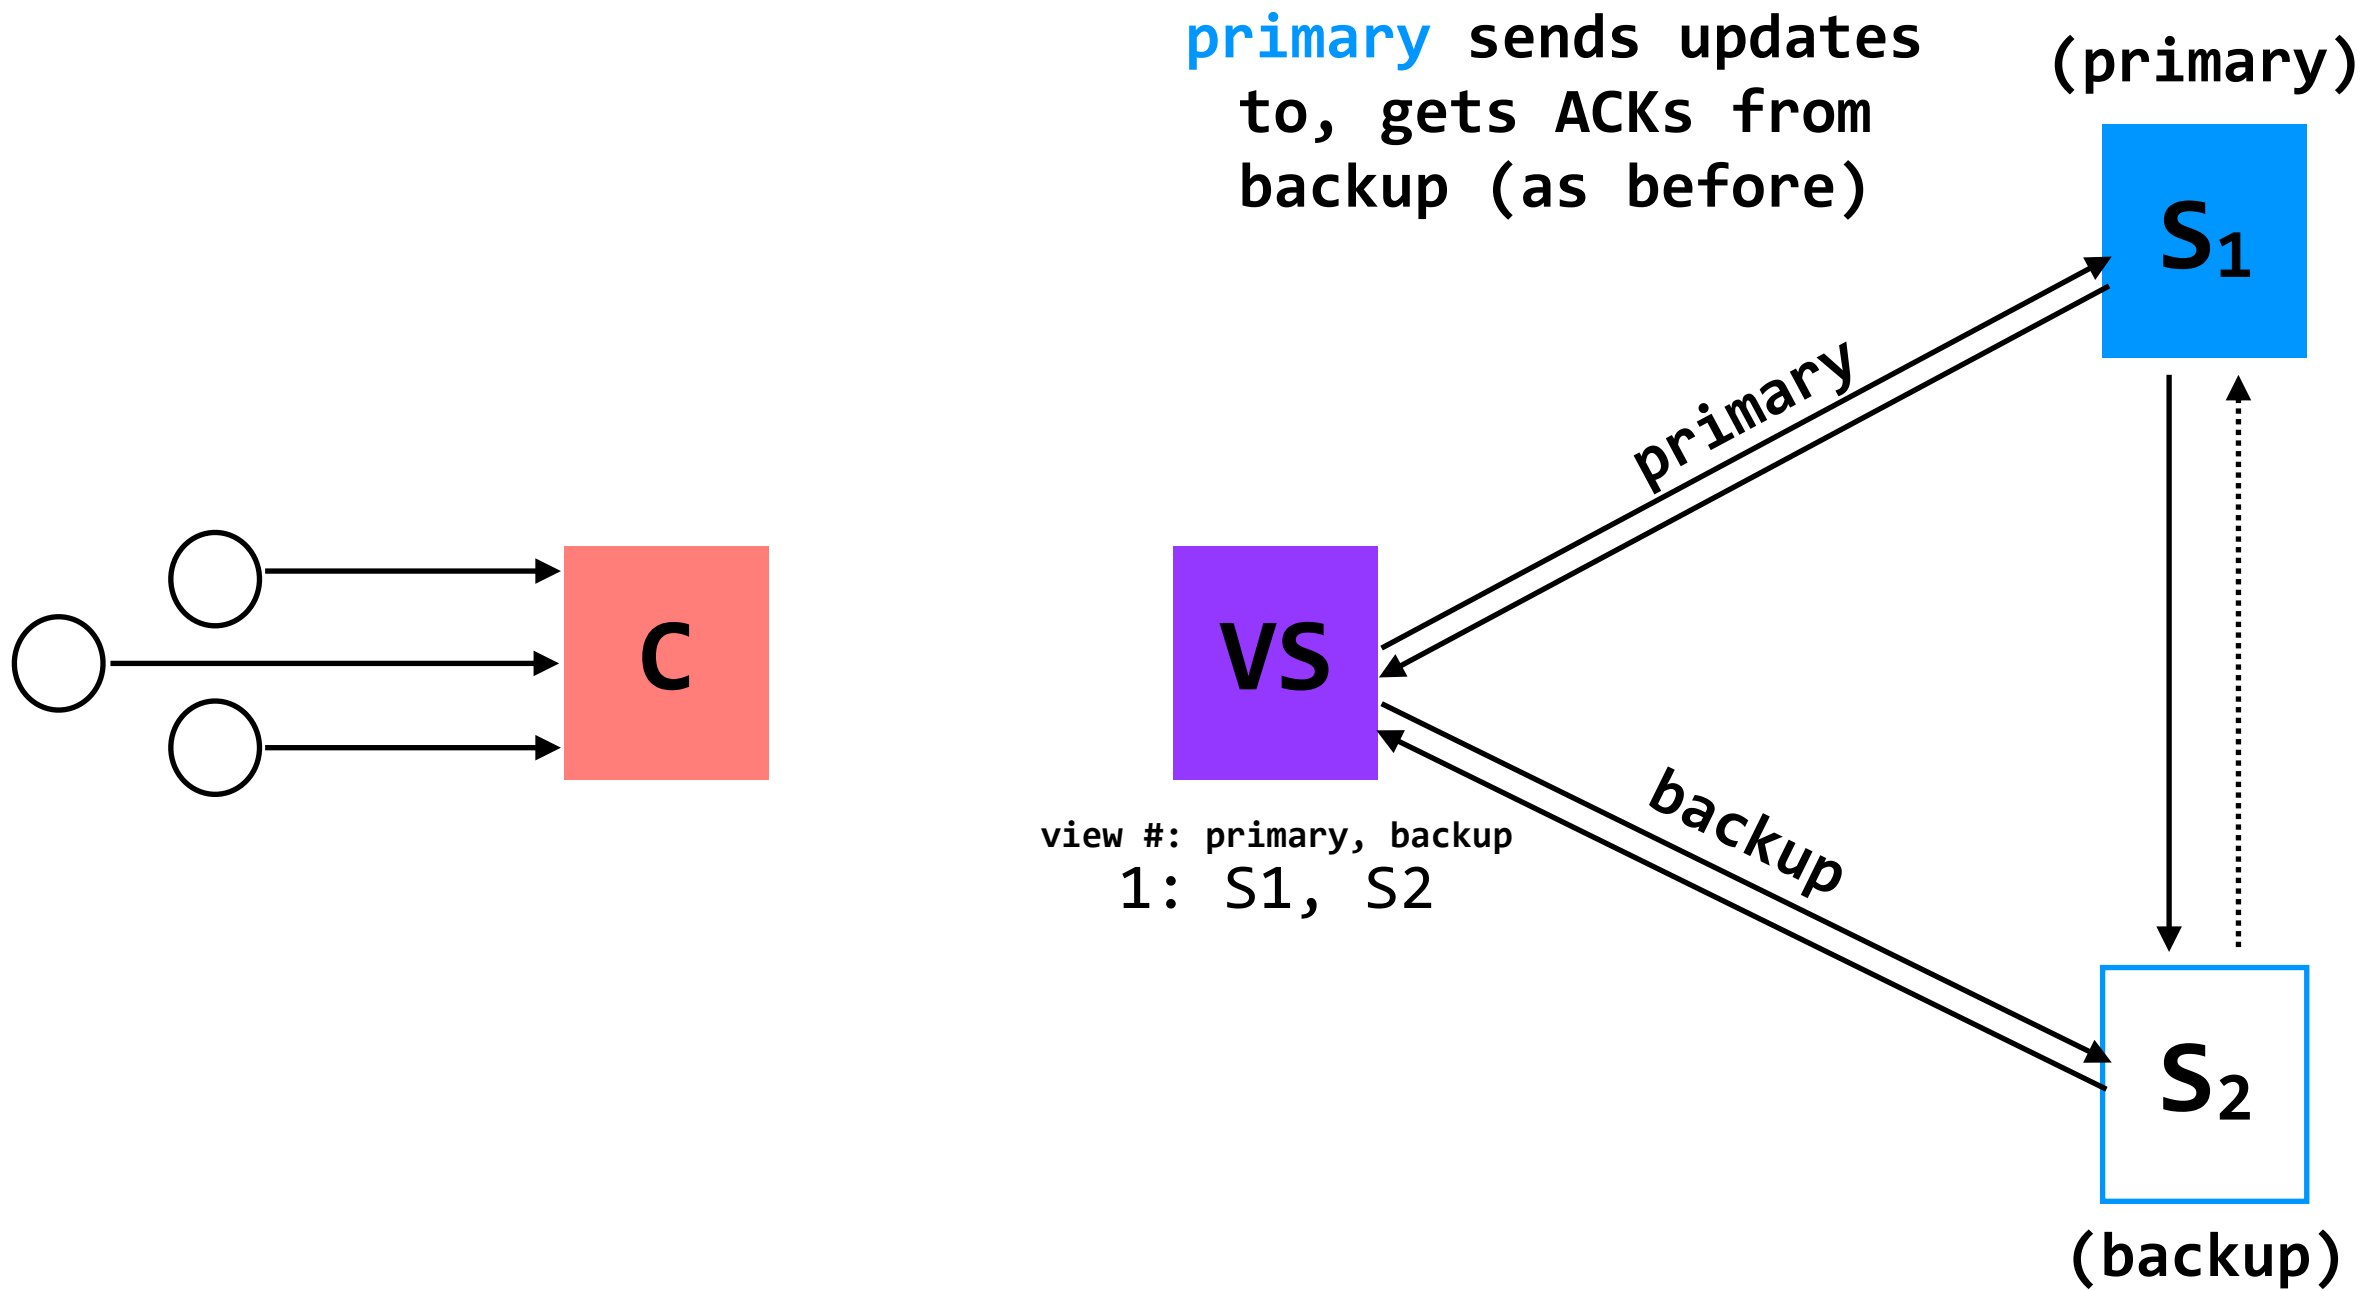 primary sends updates
to, gets ACKs from
backup (as before)
(primary)
S1
primary
C
VS
view #: primary, backup
1: S1, S2
backup
S2
(backup)